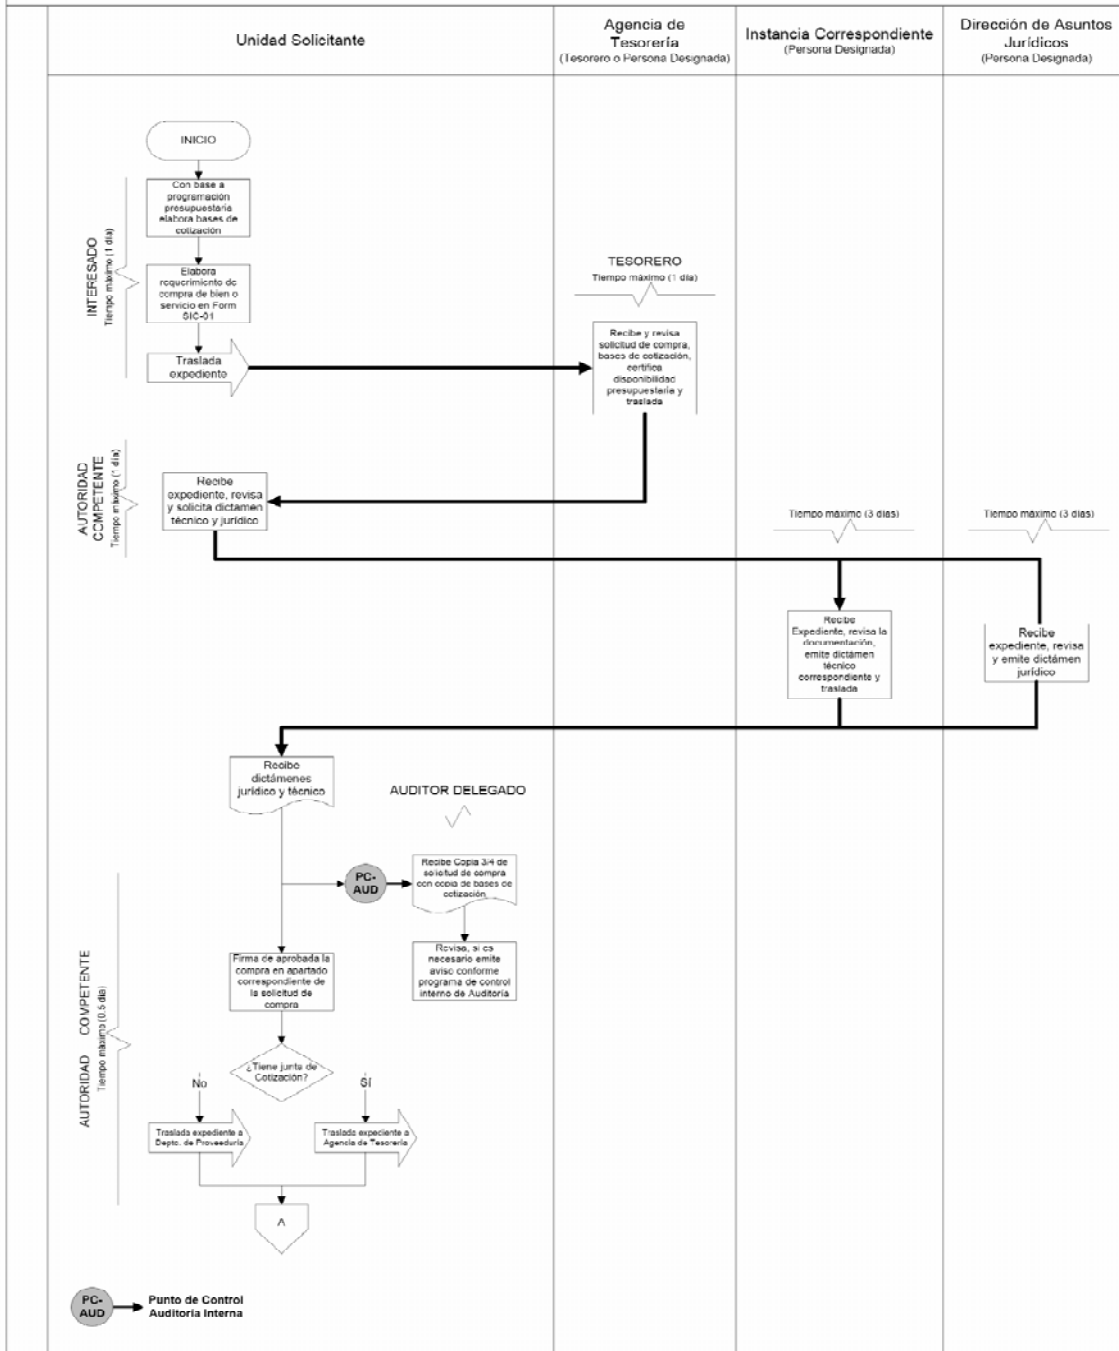 Unidad Solicitante
Agencia de
Tesorería
(Tesorero o Persona Designada)
Instancia Correspondiente
(Persona Designada)
Dirección de Asuntos
Jurídicos
(Persona Designada)
INICIO
Con base a
programación
presupuestaria
elabora bases de
cotización
INTERESADO
Tiempo máximo (1 día)
Elabora
requerimiento de
compra de bien o
servicio en Form
SIC-01
Traslada
expediente
TESORERO
Tiempo máximo (1 día)
Recibe y revisa
solicitud de compra,
bases de cotización,
certifica
disponibilidad
presupuestaria y
traslada
AUTORIDAD
COMPETENTE
Tiempo máximo (1 día)
Recibe
expediente, revisa
y solicita dictamen
técnico y jurídico
Tiempo máximo (3 días)
Tiempo máximo (3 días)
Recibe
Expediente, revisa la
documentación,
emite dictámen
técnico
correspondiente y
traslada
Recibe
expediente, revisa
y emite dictámen
jurídico
Recibe
dictámenes
jurídico y técnico
AUDITOR DELEGADO
PC-
AUD
Recibe Copia 3/4 de
solicitud de compra
con copia de bases de
cotización,
Revisa, si es
necesario emite
aviso conforme
programa de control
interno de Auditoría
AUTORIDAD COMPETENTE
Tiempo máximo (0.5 día)
Firma de aprobada la
compra en apartado
correspondiente de
la solicitud de
compra
¿Tiene junta de
Cotización?
No
Sí
Traslada expediente a
Depto. de Proveeduría
Traslada expediente a
Agencia de Tesorería
A
PC-
AUD
Punto de Control
Auditoría Interna